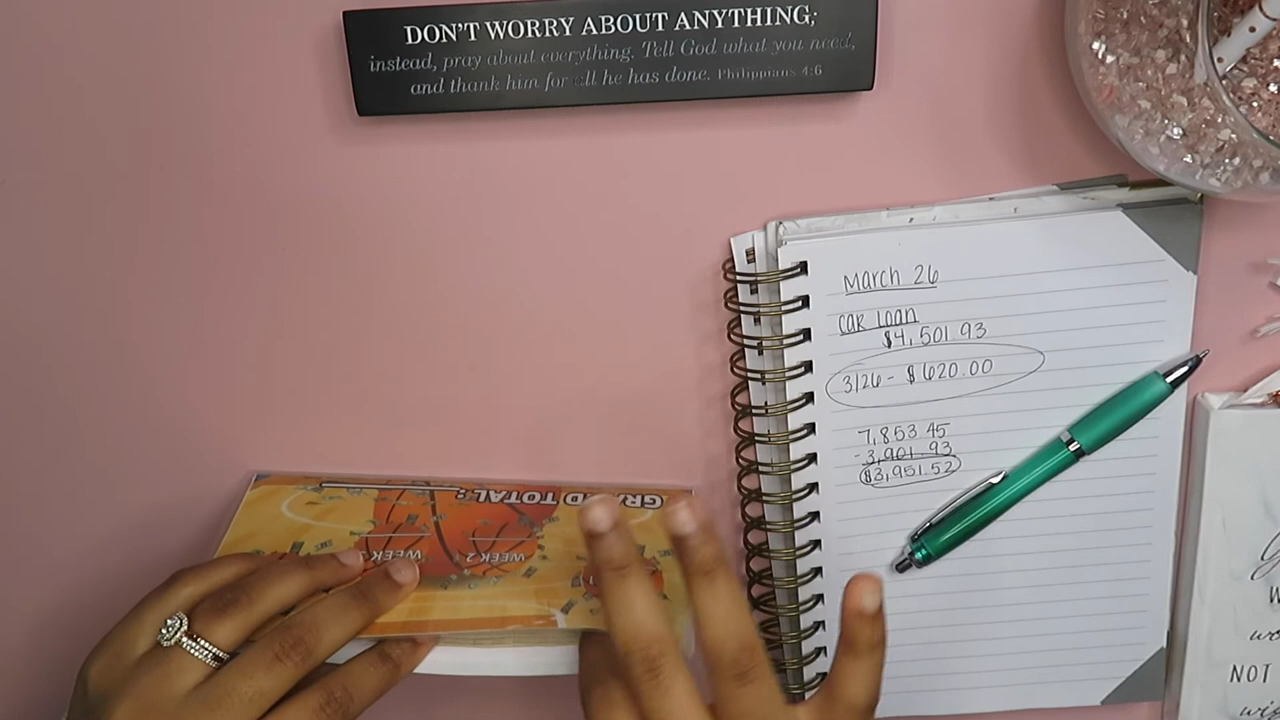 DON'T WORRY ABOUT ANYTHING;
instead, pray about everything. Tell God what you need,
and thank him for all he has done. Philippians 4:6
March 26
Car Loan
$4,501.93
3/26 - $620.00
7,853.45
- 3,901.93
$3,951.52
GRAND TOTAL:
WEEK 2
WEEK
NOT